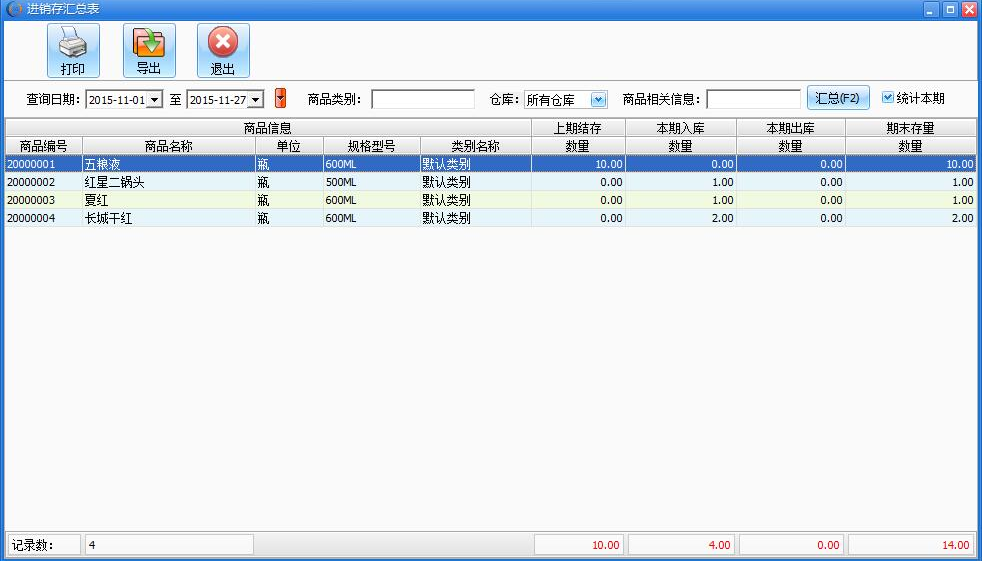 进销存汇总表
打印 导出 退出
查询日期： 2015-11-01 至 2015-11-27 商品类别： 仓库： 所有仓库 商品相关信息： 汇总(F2) 统计本期
商品信息 上期结存 本期入库 本期出库 期末存量
商品编号 商品名称 单位 规格型号 类别名称 数量 数量 数量 数量
20000001 五粮液 瓶 600ML 默认类别 10.00 0.00 0.00 10.00
20000002 红星二锅头 瓶 500ML 默认类别 0.00 1.00 0.00 1.00
20000003 夏红 瓶 600ML 默认类别 0.00 1.00 0.00 1.00
20000004 长城干红 瓶 600ML 默认类别 0.00 2.00 0.00 2.00
记录数： 4 10.00 4.00 0.00 14.00